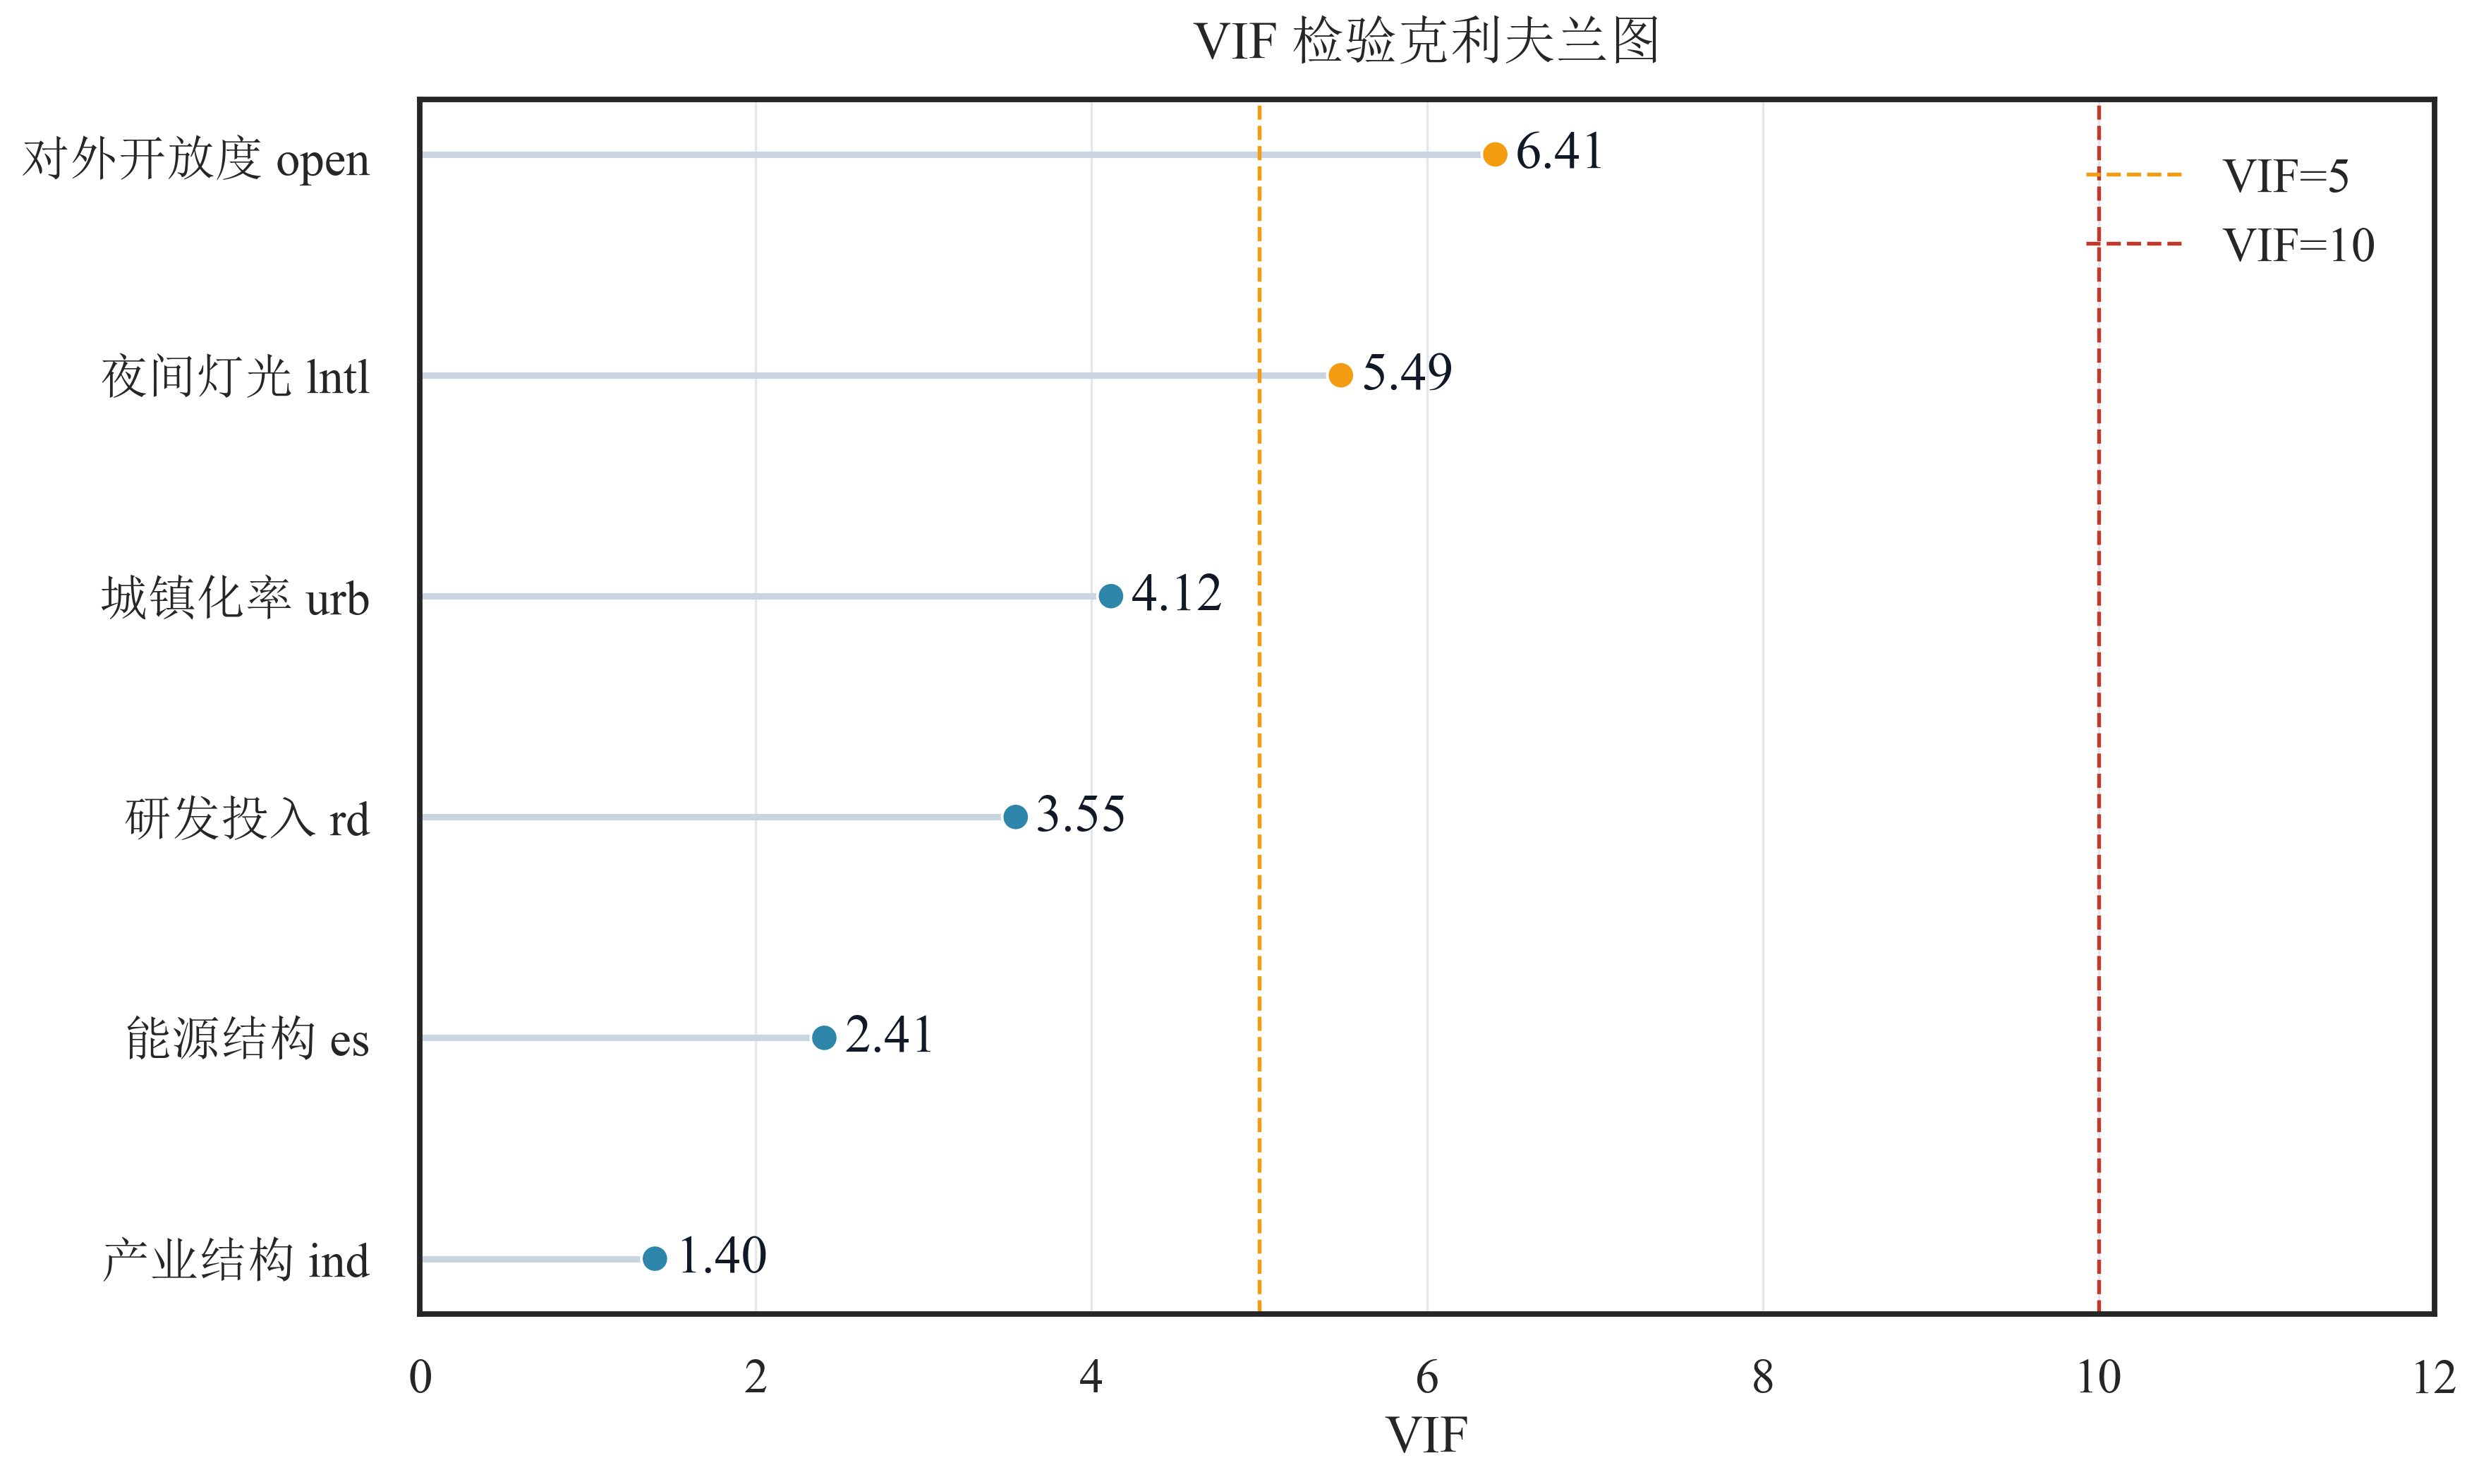 VIF 检验克利夫兰图
对外开放度 open
6.41
VIF=5
VIF=10
夜间灯光 lntl
5.49
城镇化率 urb
4.12
研发投入 rd
3.55
能源结构 es
2.41
产业结构 ind
1.40
0 2 4 6 8 10 12
VIF